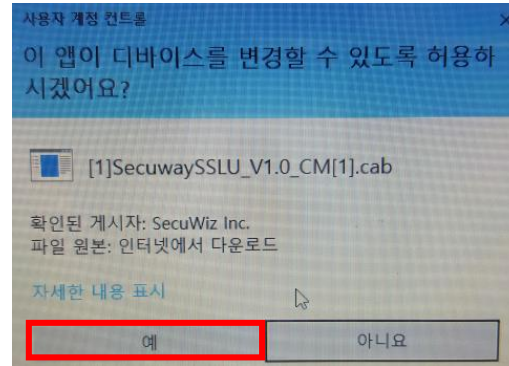 사용자 계정 컨트롤
이 앱이 디바이스를 변경할 수 있도록 허용하
시겠어요?
[1]SecuwaySSLU_V1.0_CM[1].cab
확인된 게시자: SecuWiz Inc.
파일 원본: 인터넷에서 다운로드
자세한 내용 표시
예
아니요